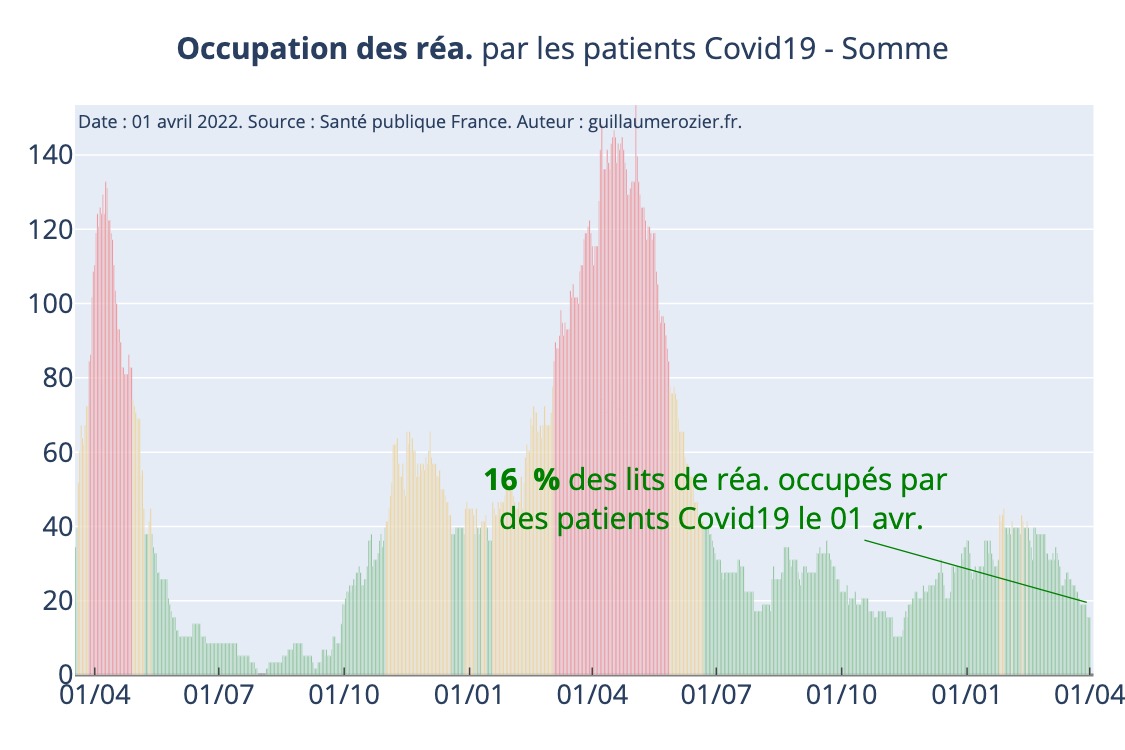 Occupation des réa. par les patients Covid19 - Somme
Date : 01 avril 2022. Source : Santé publique France. Auteur : guillaumerozier.fr.
140
120
100
80
60
40
20
0
16 % des lits de réa. occupés par
des patients Covid19 le 01 avr.
01/04 01/07 01/10 01/01 01/04 01/07 01/10 01/01 01/04